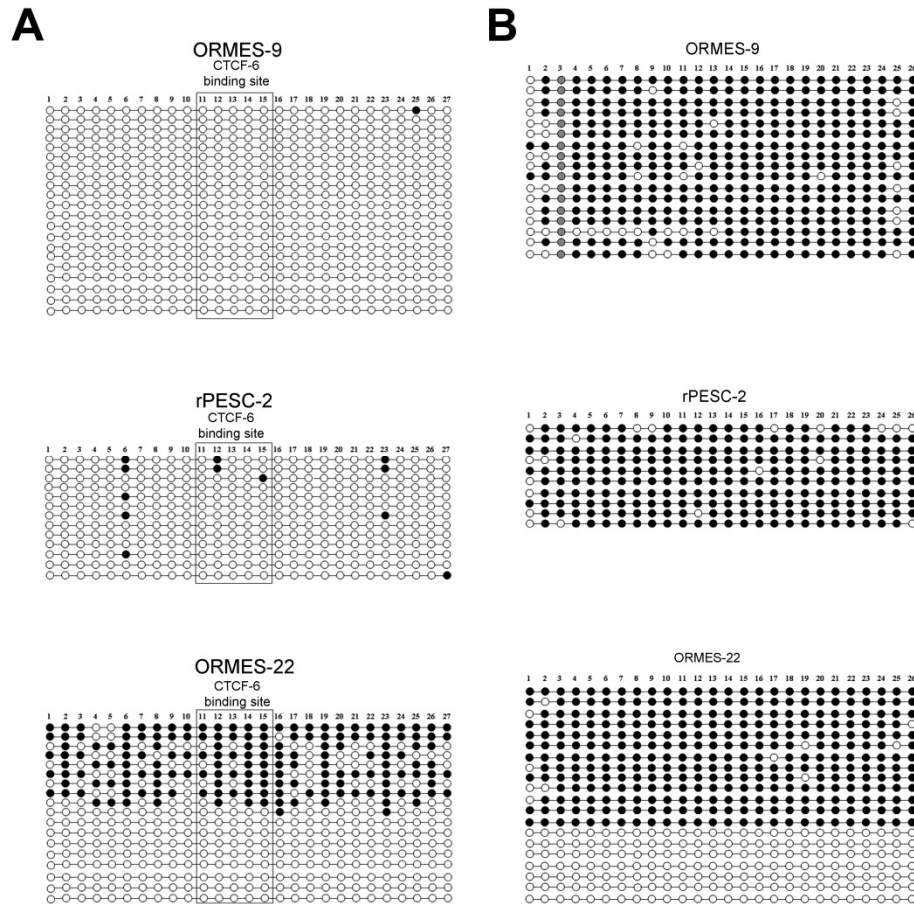 A
ORMES-9
CTCF-6
binding site
1 2 3 4 5 6 7 8 9 10 11 12 13 14 15 16 17 18 19 20 21 22 23 24 25 26 27
rPESC-2
CTCF-6
binding site
1 2 3 4 5 6 7 8 9 10 11 12 13 14 15 16 17 18 19 20 21 22 23 24 25 26 27
ORMES-22
CTCF-6
binding site
1 2 3 4 5 6 7 8 9 10 11 12 13 14 15 16 17 18 19 20 21 22 23 24 25 26 27
B
ORMES-9
1 2 3 4 5 6 7 8 9 10 11 12 13 14 15 16 17 18 19 20 21 22 23 24 25 26
rPESC-2
1 2 3 4 5 6 7 8 9 10 11 12 13 14 15 16 17 18 19 20 21 22 23 24 25 26
ORMES-22
1 2 3 4 5 6 7 8 9 10 11 12 13 14 15 16 17 18 19 20 21 22 23 24 25 26